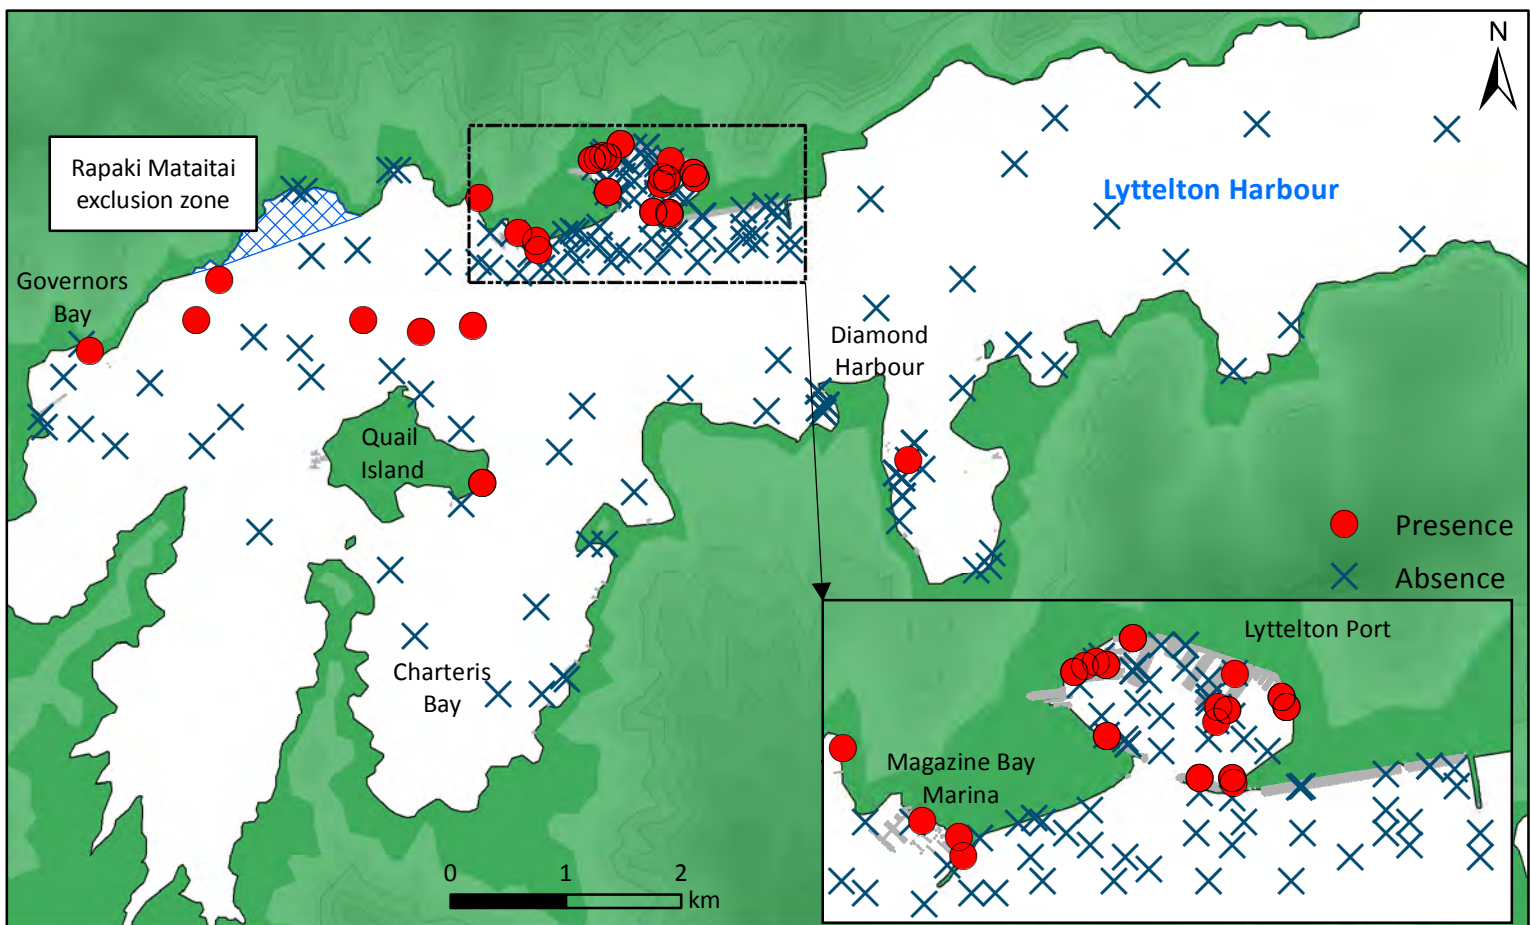 N
Rapaki Mataitai
exclusion zone
Lyttelton Harbour
Governors
Bay
Diamond
Harbour
Quail
Island
Presence
Absence
Charteris
Bay
Lyttelton Port
Magazine Bay
Marina
0 1 2
km